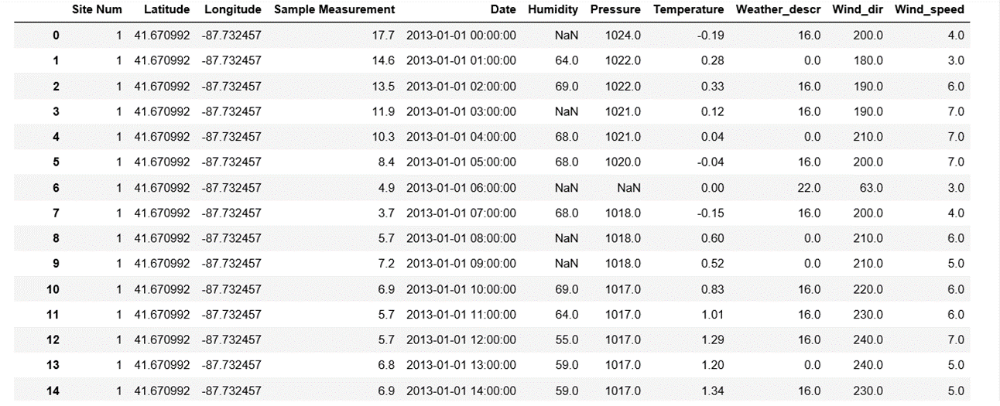 Site Num Latitude Longitude Sample Measurement Date Humidity Pressure Temperature Weather_descr Wind_dir Wind_speed
0 1 41.670992 -87.732457 17.7 2013-01-01 00:00:00 NaN 1024.0 -0.19 16.0 200.0 4.0
1 1 41.670992 -87.732457 14.6 2013-01-01 01:00:00 64.0 1022.0 0.28 0.0 180.0 3.0
2 1 41.670992 -87.732457 13.5 2013-01-01 02:00:00 69.0 1022.0 0.33 16.0 190.0 6.0
3 1 41.670992 -87.732457 11.9 2013-01-01 03:00:00 NaN 1021.0 0.12 16.0 190.0 7.0
4 1 41.670992 -87.732457 10.3 2013-01-01 04:00:00 68.0 1021.0 0.04 0.0 210.0 7.0
5 1 41.670992 -87.732457 8.4 2013-01-01 05:00:00 68.0 1020.0 -0.04 16.0 200.0 7.0
6 1 41.670992 -87.732457 4.9 2013-01-01 06:00:00 NaN NaN 0.00 22.0 63.0 3.0
7 1 41.670992 -87.732457 3.7 2013-01-01 07:00:00 68.0 1018.0 -0.15 16.0 200.0 4.0
8 1 41.670992 -87.732457 5.7 2013-01-01 08:00:00 NaN 1018.0 0.60 0.0 210.0 6.0
9 1 41.670992 -87.732457 7.2 2013-01-01 09:00:00 NaN 1018.0 0.52 0.0 210.0 5.0
10 1 41.670992 -87.732457 6.9 2013-01-01 10:00:00 69.0 1017.0 0.83 16.0 220.0 6.0
11 1 41.670992 -87.732457 5.7 2013-01-01 11:00:00 64.0 1017.0 1.01 16.0 230.0 6.0
12 1 41.670992 -87.732457 5.7 2013-01-01 12:00:00 55.0 1017.0 1.29 16.0 240.0 7.0
13 1 41.670992 -87.732457 6.8 2013-01-01 13:00:00 59.0 1017.0 1.20 0.0 240.0 5.0
14 1 41.670992 -87.732457 6.9 2013-01-01 14:00:00 59.0 1017.0 1.34 16.0 230.0 5.0